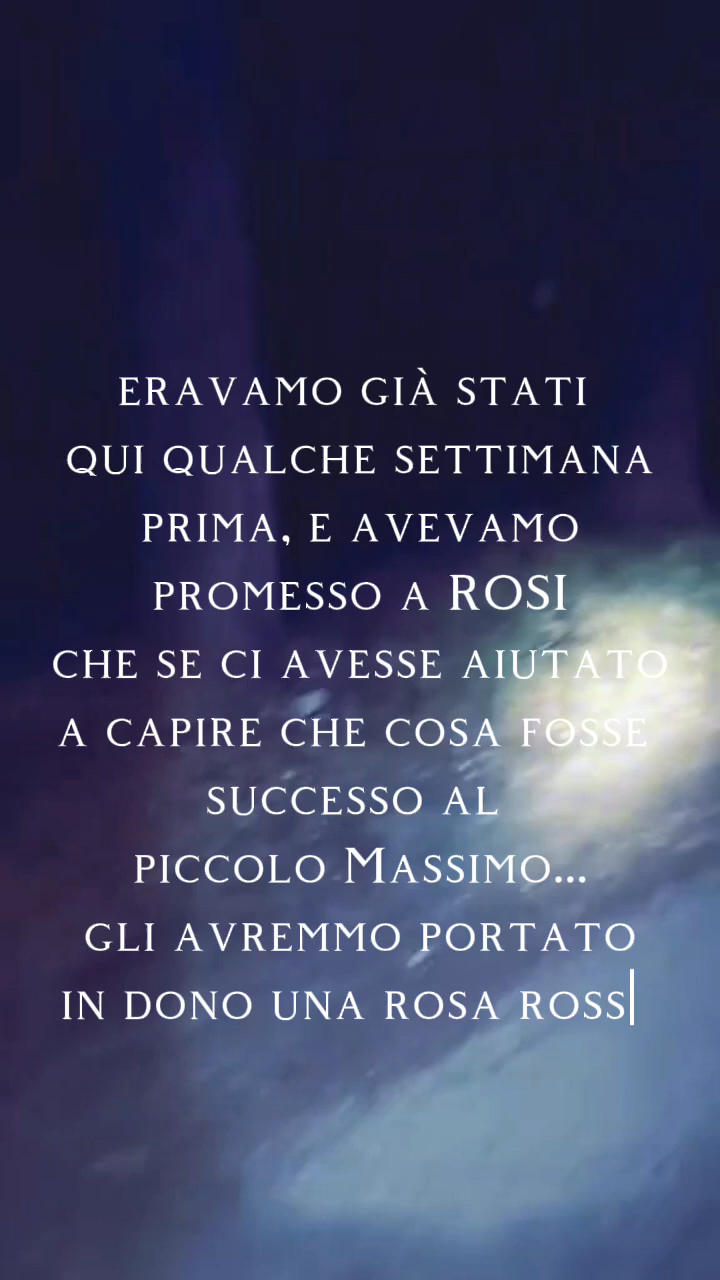 ERAVAMO GIÀ STATI
QUI QUALCHE SETTIMANA
PRIMA, E AVEVAMO
PROMESSO A ROSI
CHE SE CI AVESSE AIUTATO
A CAPIRE CHE COSA FOSSE
SUCCESSO AL
PICCOLO MASSIMO...
GLI AVREMMO PORTATO
IN DONO UNA ROSA ROSS